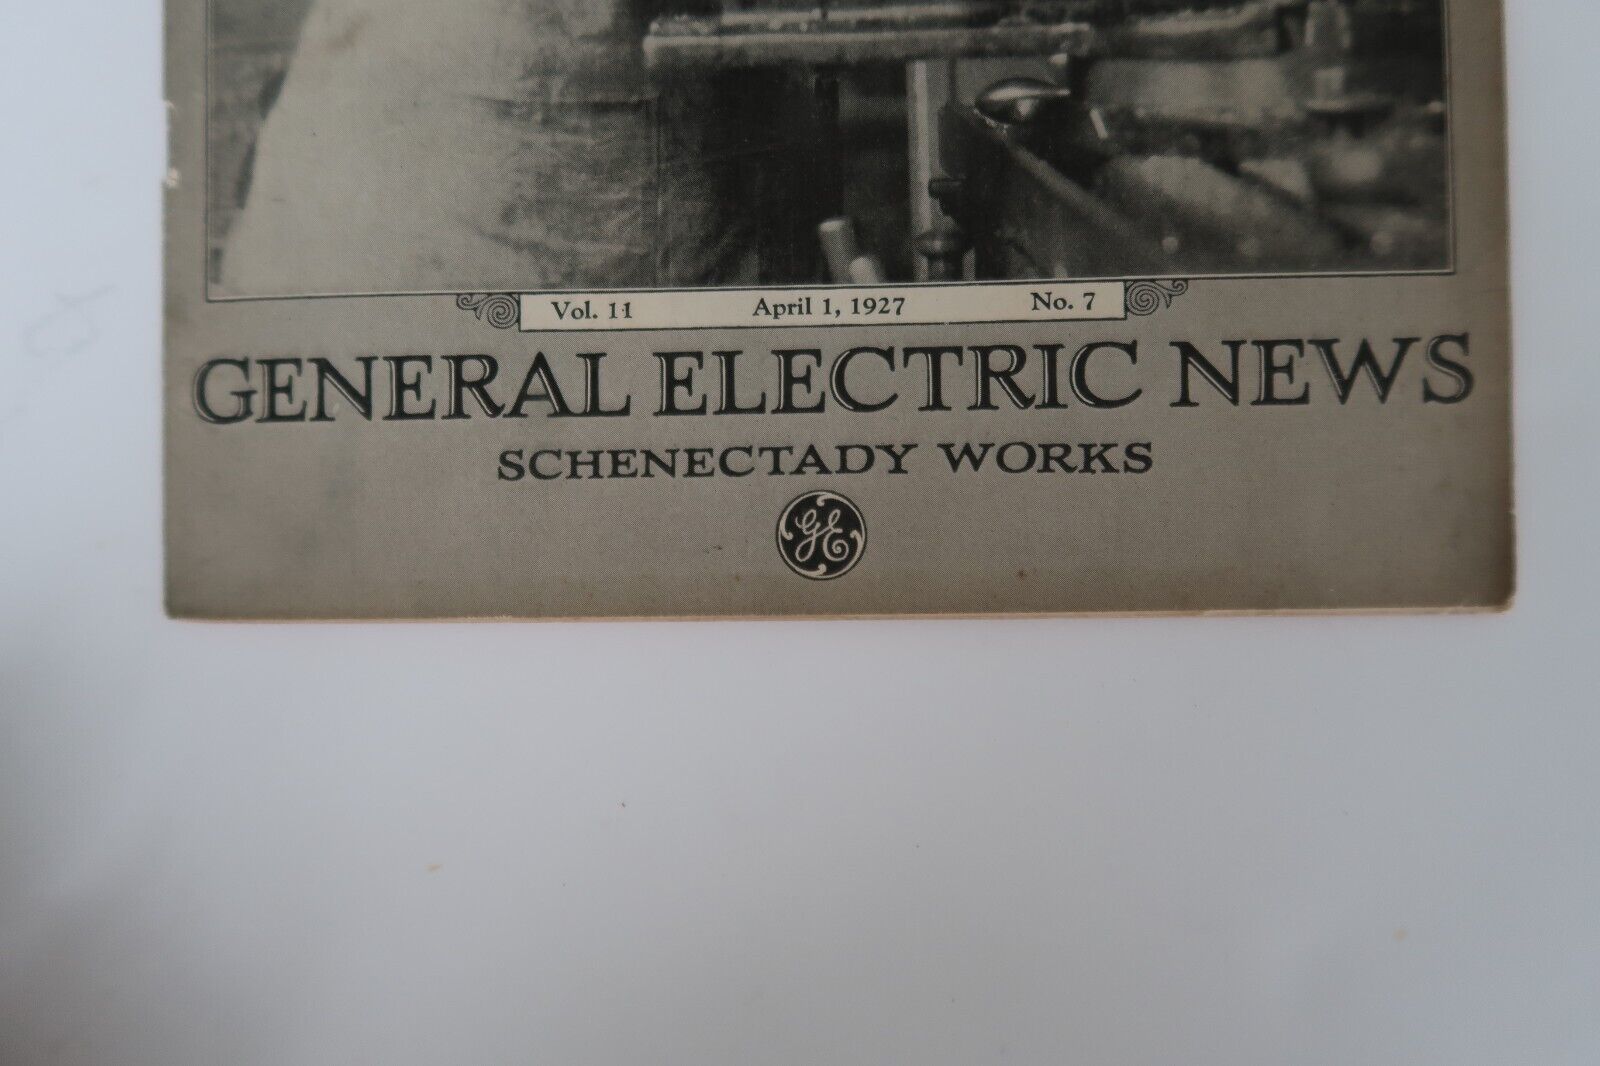 Vol. 11 April 1, 1927 No. 7
GENERAL ELECTRIC NEWS
SCHENECTADY WORKS
GE